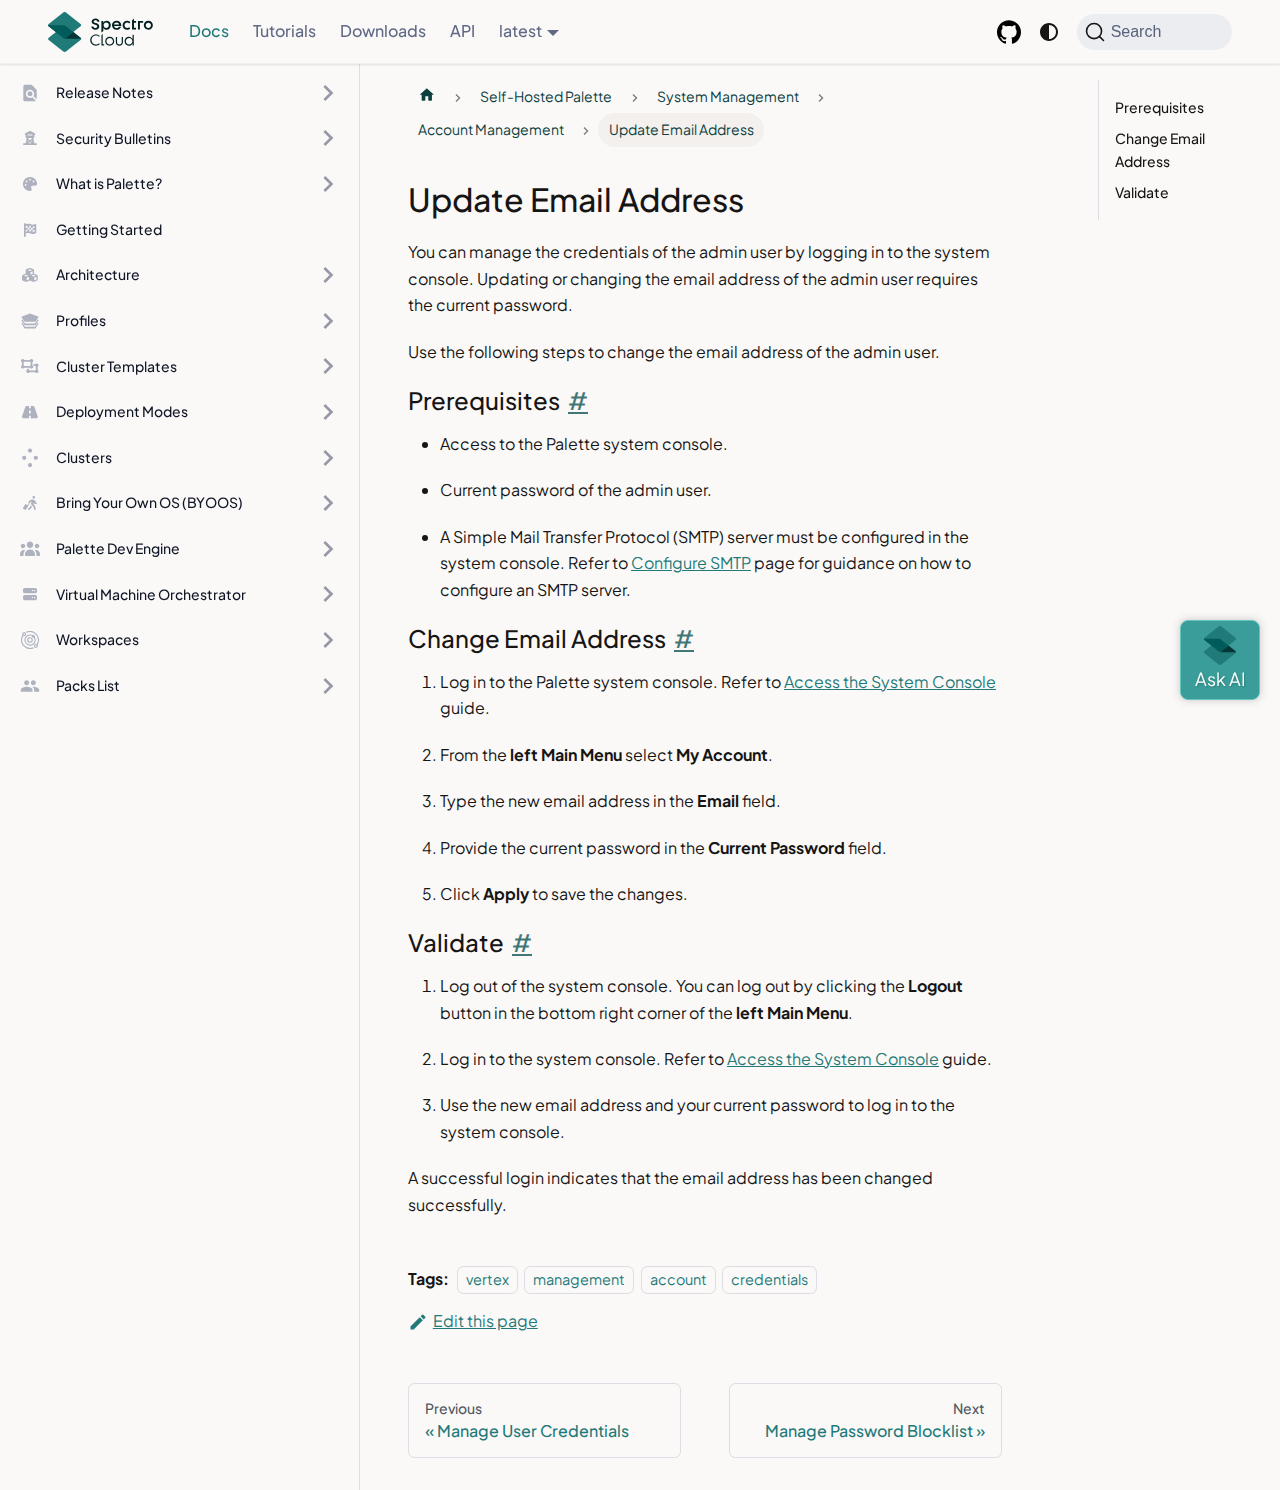 Spectro
Cloud
Docs Tutorials Downloads API latest
Search
Release Notes
Security Bulletins
What is Palette?
Getting Started
Architecture
Profiles
Cluster Templates
Deployment Modes
Clusters
Bring Your Own OS (BYOOS)
Palette Dev Engine
Virtual Machine Orchestrator
Workspaces
Packs List
Self-Hosted Palette System Management
Account Management Update Email Address
Update Email Address
You can manage the credentials of the admin user by logging in to the system
console. Updating or changing the email address of the admin user requires
the current password.
Use the following steps to change the email address of the admin user.
Prerequisites #
• Access to the Palette system console.
• Current password of the admin user.
• A Simple Mail Transfer Protocol (SMTP) server must be configured in the
system console. Refer to Configure SMTP page for guidance on how to
configure an SMTP server.
Change Email Address #
1. Log in to the Palette system console. Refer to Access the System Console
guide.
2. From the left Main Menu select My Account.
3. Type the new email address in the Email field.
4. Provide the current password in the Current Password field.
5. Click Apply to save the changes.
Validate #
1. Log out of the system console. You can log out by clicking the Logout
button in the bottom right corner of the left Main Menu.
2. Log in to the system console. Refer to Access the System Console guide.
3. Use the new email address and your current password to log in to the
system console.
A successful login indicates that the email address has been changed
successfully.
Tags: vertex management account credentials
Edit this page
Previous
« Manage User Credentials
Next
Manage Password Blocklist »
Prerequisites
Change Email
Address
Validate
Ask AI